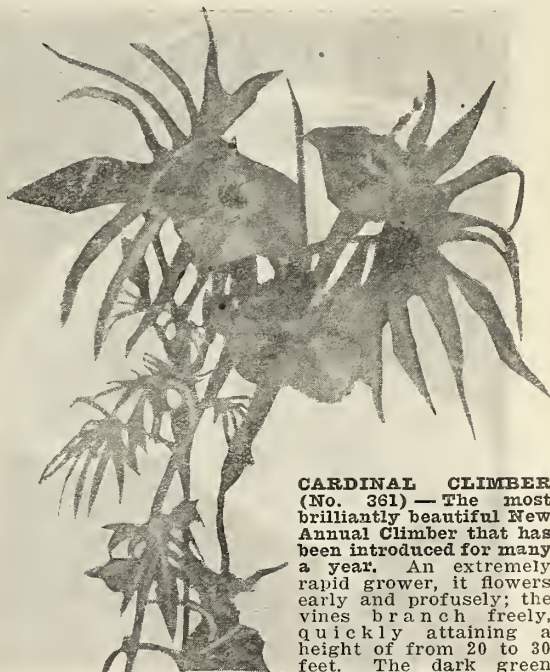 CARDINAL CLIMBER
(No. 361) — The most
brilliantly beautiful New
Annual Climber that has
been introduced for many
a year. An extremely
rapid grower, it flowers
early and profusely; the
vines branch freely,
quickly attaining a
height of from 20 to 30
feet. The dark green